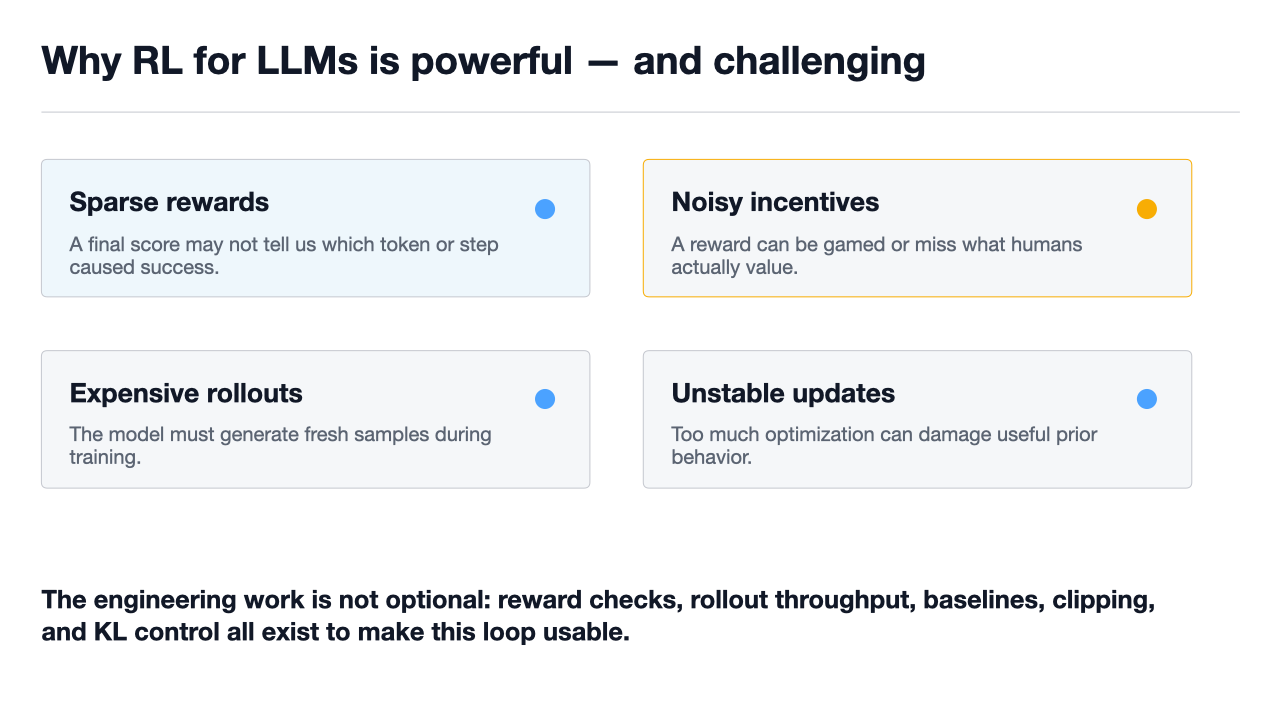 Why RL for LLMs is powerful — and challenging
Sparse rewards
A final score may not tell us which token or step
caused success.
Noisy incentives
A reward can be gamed or miss what humans
actually value.
Expensive rollouts
The model must generate fresh samples during
training.
Unstable updates
Too much optimization can damage useful prior
behavior.
The engineering work is not optional: reward checks, rollout throughput, baselines, clipping,
and KL control all exist to make this loop usable.